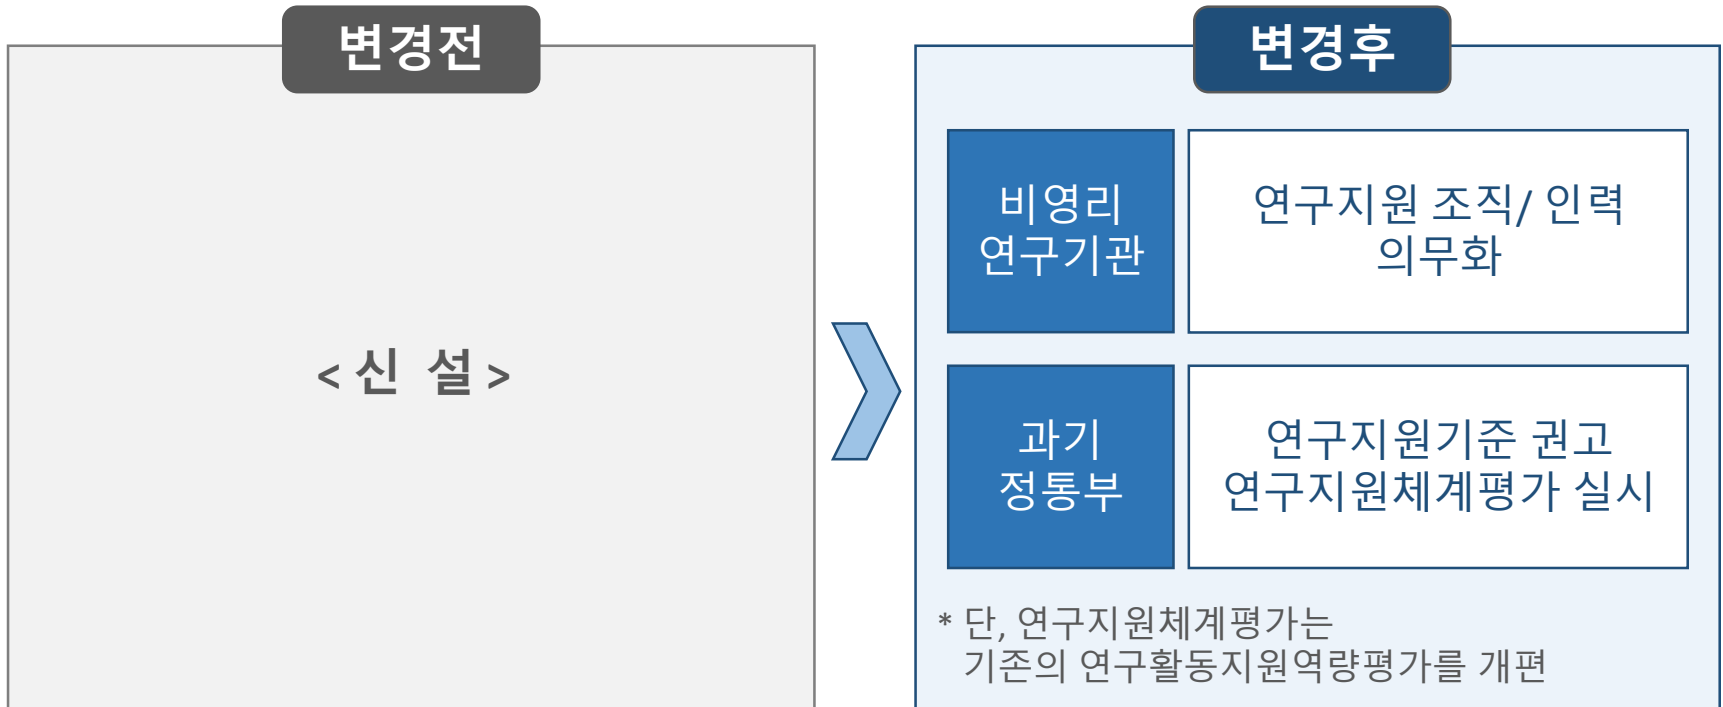 변경전
< 신 설 >
변경후
비영리
연구기관
연구지원 조직/ 인력
의무화
과기
정통부
연구지원기준 권고
연구지원체계평가 실시
* 단, 연구지원체계평가는
기존의 연구활동지원역량평가를 개편